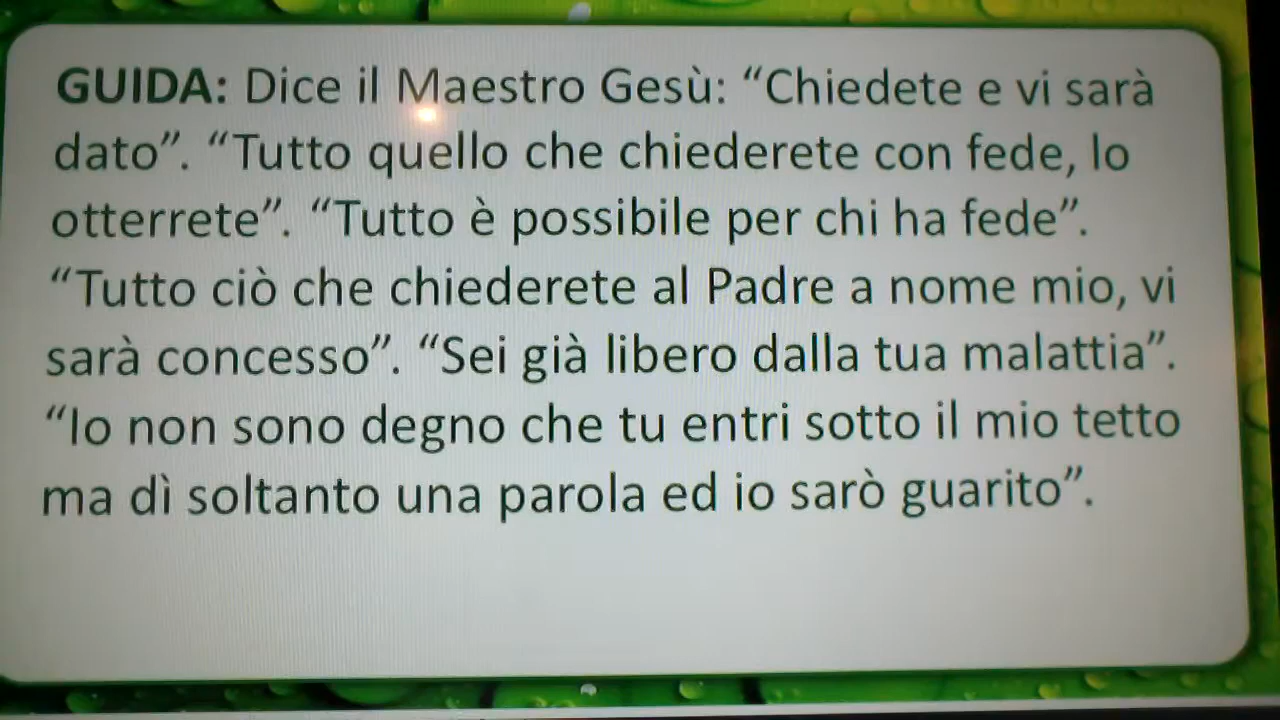 GUIDA: Dice il Maestro Gesù: “Chiedete e vi sarà
dato”. “Tutto quello che chiederete con fede, lo
otterrete”. “Tutto è possibile per chi ha fede”.
“Tutto ciò che chiederete al Padre a nome mio, vi
sarà concesso”. “Sei già libero dalla tua malattia”.
“Io non sono degno che tu entri sotto il mio tetto
ma dì soltanto una parola ed io sarò guarito”.